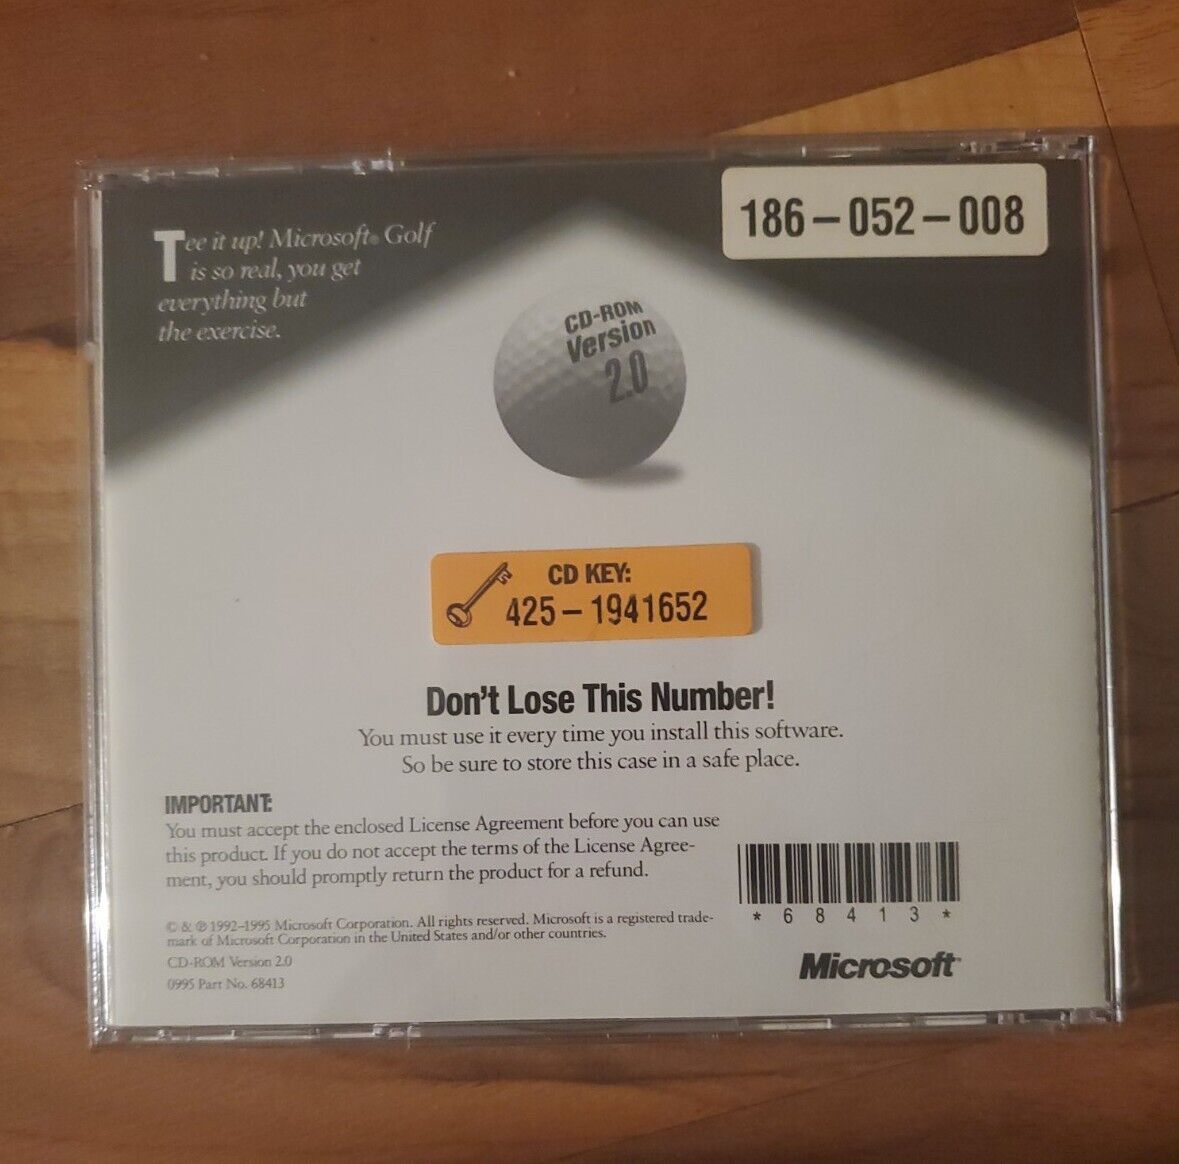 Tee it up! Microsoft® Golf
is so real, you get
everything but
the exercise.
186-052-008
CD-ROM
Version
2.0
CD KEY:
425-1941652
Don't Lose This Number!
You must use it every time you install this software.
So be sure to store this case in a safe place.
IMPORTANT:
You must accept the enclosed License Agreement before you can use
this product. If you do not accept the terms of the License Agree-
ment, you should promptly return the product for a refund.
© & ℗ 1992–1995 Microsoft Corporation. All rights reserved. Microsoft is a registered trade-
mark of Microsoft Corporation in the United States and/or other countries.
CD-ROM Version 2.0
0995 Part No. 68413
* 6 8 4 1 3 *
Microsoft™